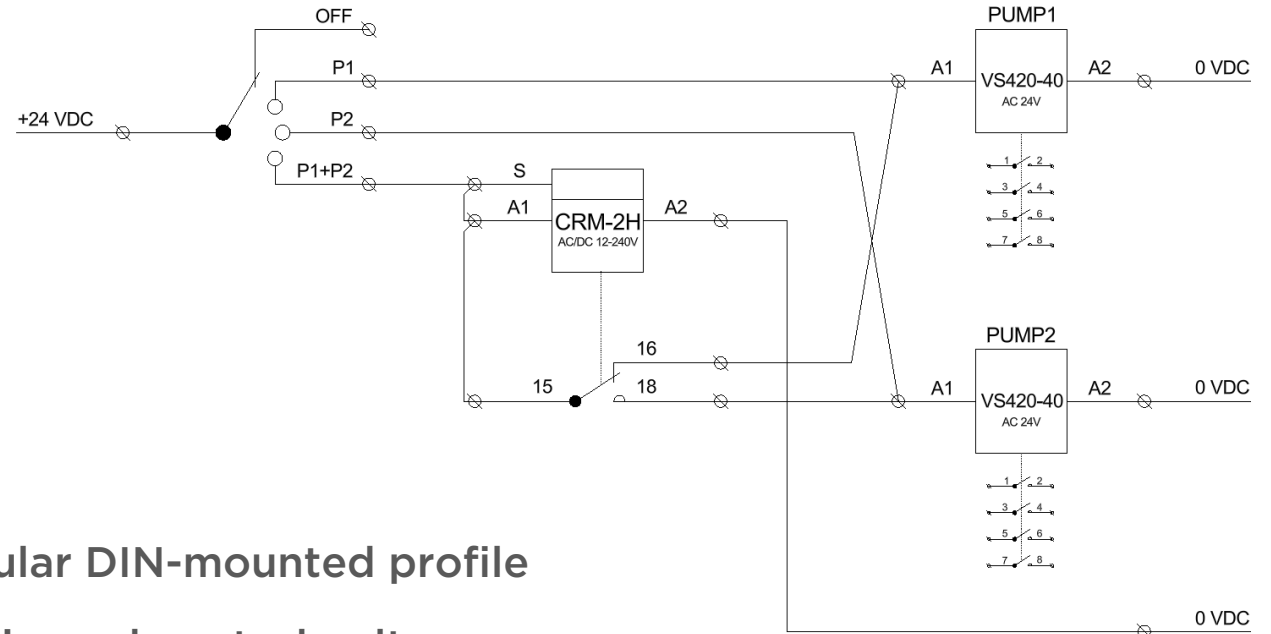 OFF
PUMP1
P1
A1
VS420-40
AC 24V
A2
0 VDC
+24 VDC
P2
P1+P2
S
A1
CRM-2H
AC/DC 12-240V
A2
1 2
3 4
5 6
7 8
PUMP2
16
15
18
A1
VS420-40
AC 24V
A2
0 VDC
1 2
3 4
5 6
7 8
DIN-mounted profile
0 VDC